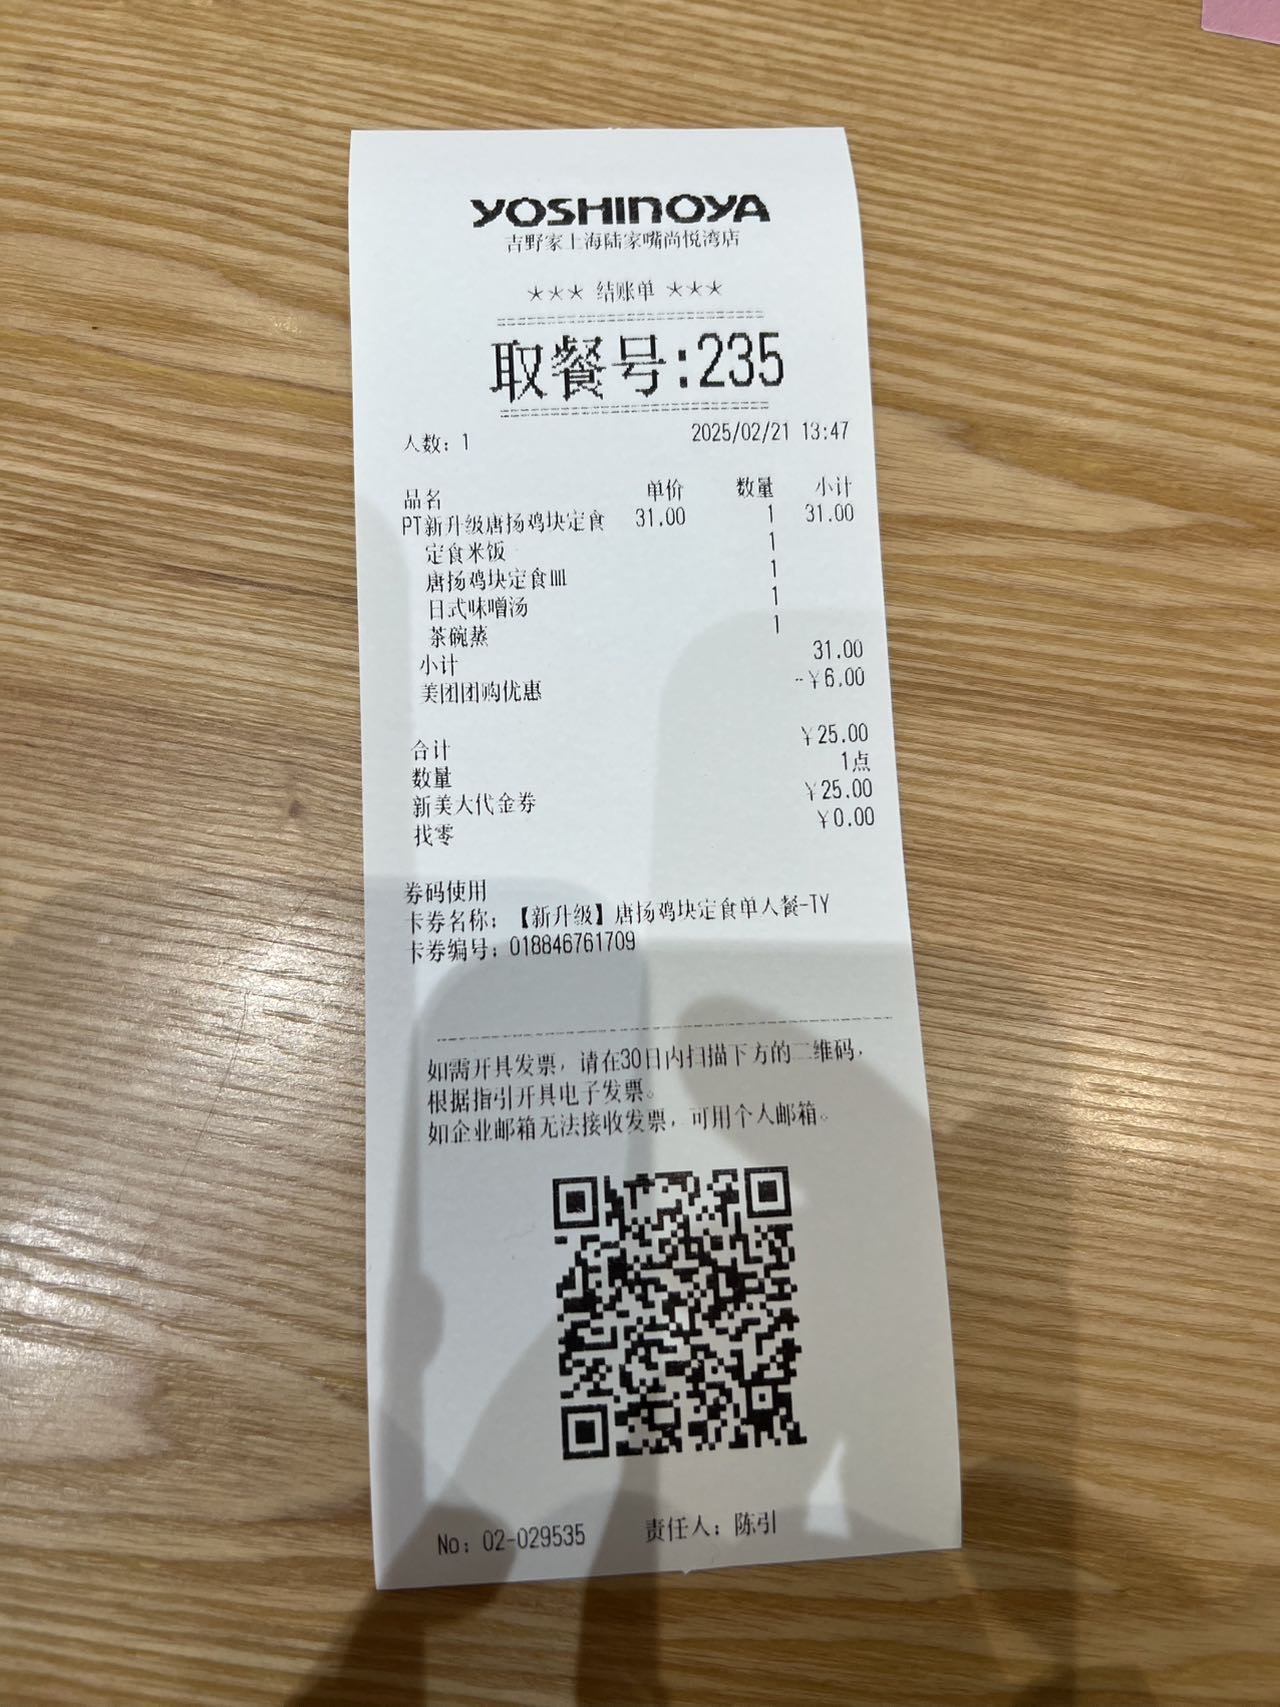 YOSHINOYA
吉野家上海陆家嘴尚悦湾店
*** 结账单 ***
取餐号:235
人数: 1 2025/02/21 13:47
品名 单价 数量 小计
PT新升级唐扬鸡块定食 31.00 1 31.00
定食米饭 1
唐扬鸡块定食皿 1
日式味噌汤 1
茶碗蒸 1
小计 31.00
美团团购优惠 -¥6.00
合计 ¥25.00
数量 1点
新美大代金券 ¥25.00
找零 ¥0.00
券码使用
卡券名称: 【新升级】唐扬鸡块定食单人餐-TY
卡券编号: 018846761709
如需开具发票，请在30日内扫描下方的二维码，
根据指引开具电子发票。
如企业邮箱无法接收发票，可用个人邮箱。
No: 02-029535 责任人: 陈引